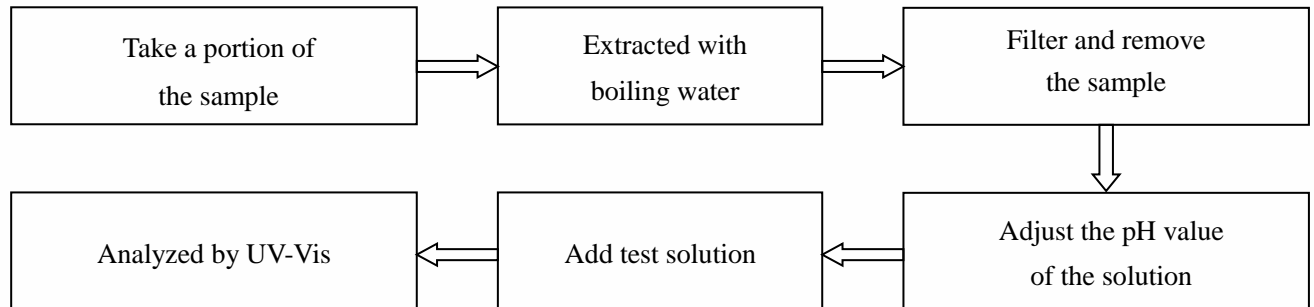 Take a portion of
the sample
Extracted with
boiling water
Filter and remove
the sample
Adjust the pH value
of the solution
Add test solution
Analyzed by UV-Vis